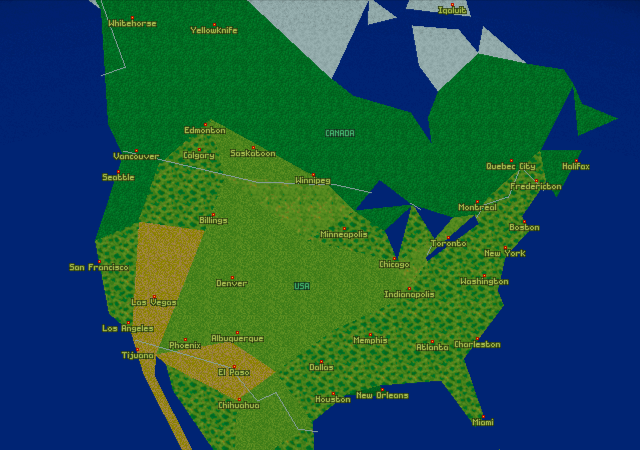 Iqaluit
Whitehorse
Yellowknife
Edmonton
CANADA
Vancouver
Calgary
Saskatoon
Quebec City
Halifax
Seattle
Winnipeg
Fredericton
Montreal
Billings
Boston
Minneapolis
Toronto
New York
San Francisco
Chicago
Denver
USA
Washington
Las Vegas
Indianapolis
Los Angeles
Phoenix
Albuquerque
Memphis
Atlanta
Charleston
Tijuana
El Paso
Dallas
Chihuahua
Houston
New Orleans
Miami